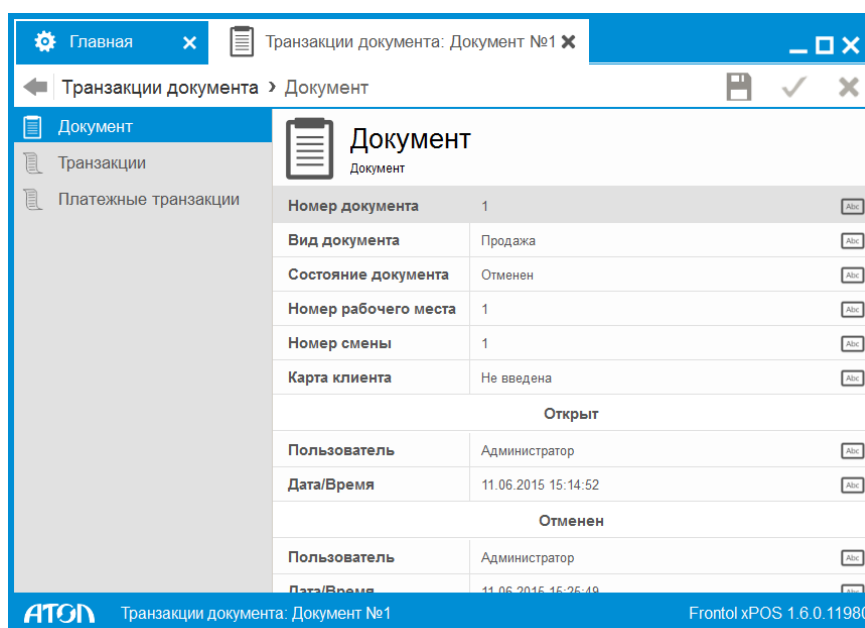 Главная
Транзакции документа: Документ №1
Транзакции документа › Документ
Документ
Транзакции
Платежные транзакции
Документ
Документ
Номер документа 1 Abc
Вид документа Продажа Abc
Состояние документа Отменен Abc
Номер рабочего места 1 Abc
Номер смены 1 Abc
Карта клиента Не введена Abc
Открыт
Пользователь Администратор Abc
Дата/Время 11.06.2015 15:14:52 Abc
Отменен
Пользователь Администратор Abc
Дата/Время
АТОЛ Транзакции документа: Документ №1 Frontol xPOS 1.6.0.11980